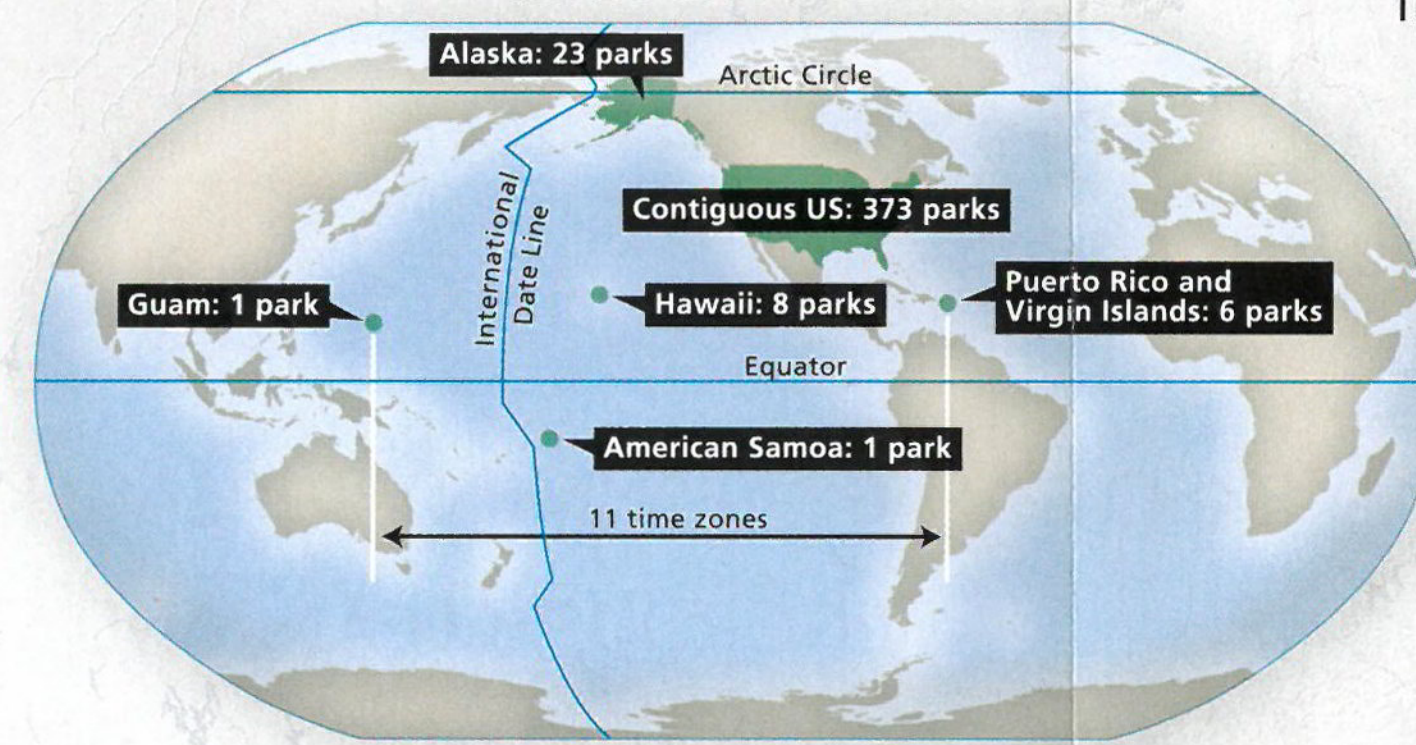 Alaska: 23 parks
Arctic Circle
Contiguous US: 373 parks
International
Date Line
Guam: 1 park
Hawaii: 8 parks
Puerto Rico and
Virgin Islands: 6 parks
Equator
American Samoa: 1 park
11 time zones